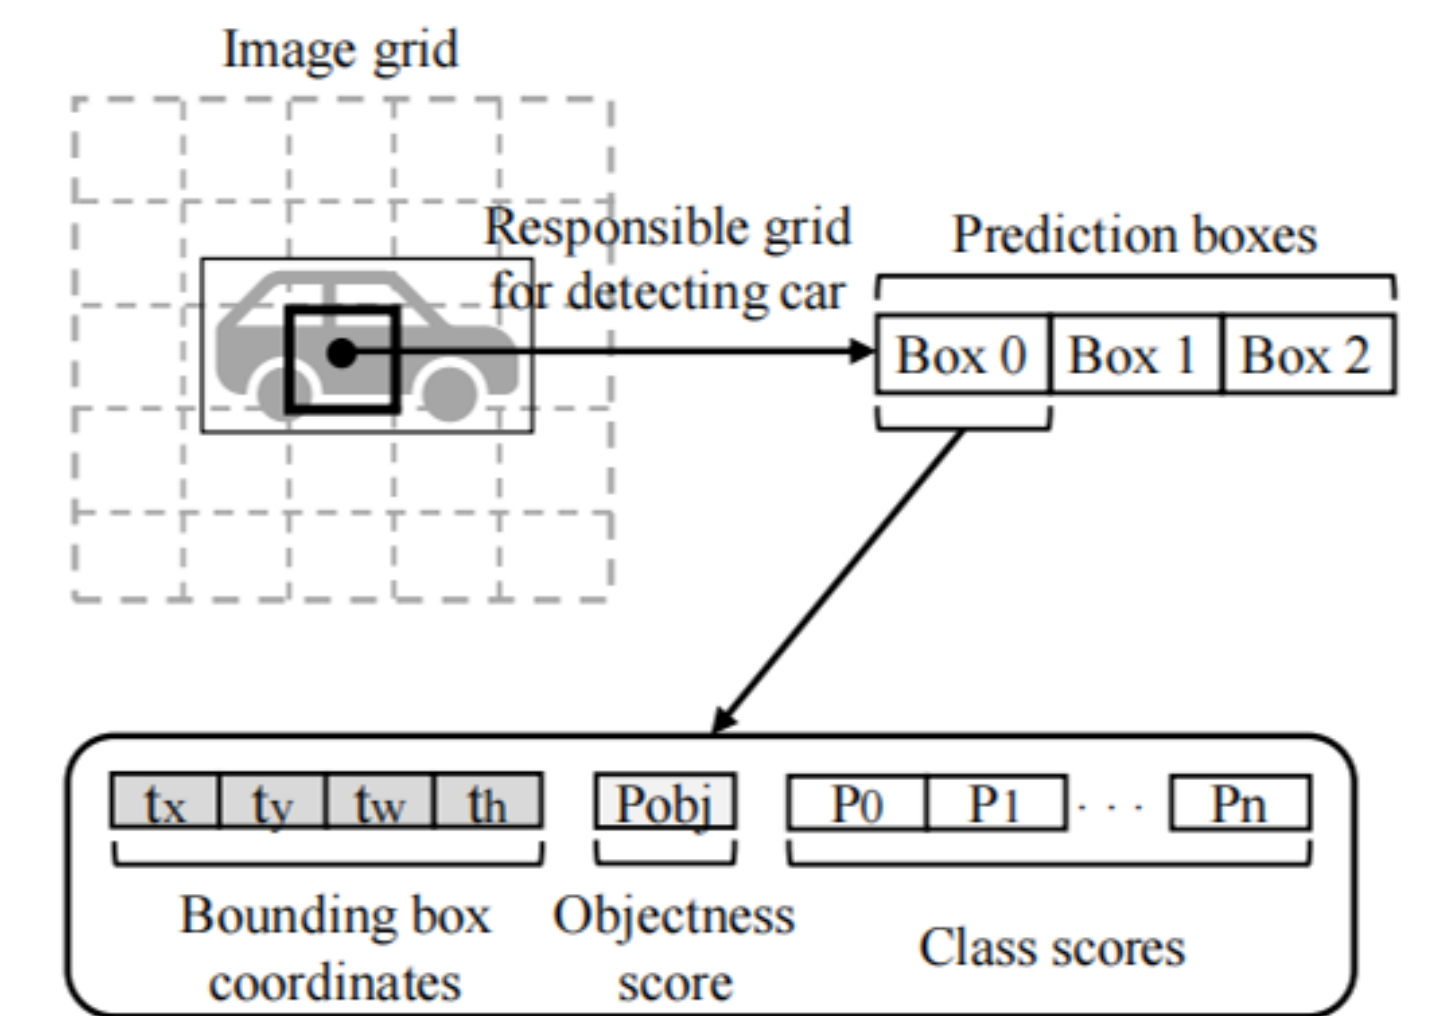 Image grid
Responsible grid
for detecting car
Prediction boxes
Box 0 Box 1 Box 2
tx ty tw th Pobj P0 P1 · · · Pn
Bounding box
coordinates
Objectness
score
Class scores